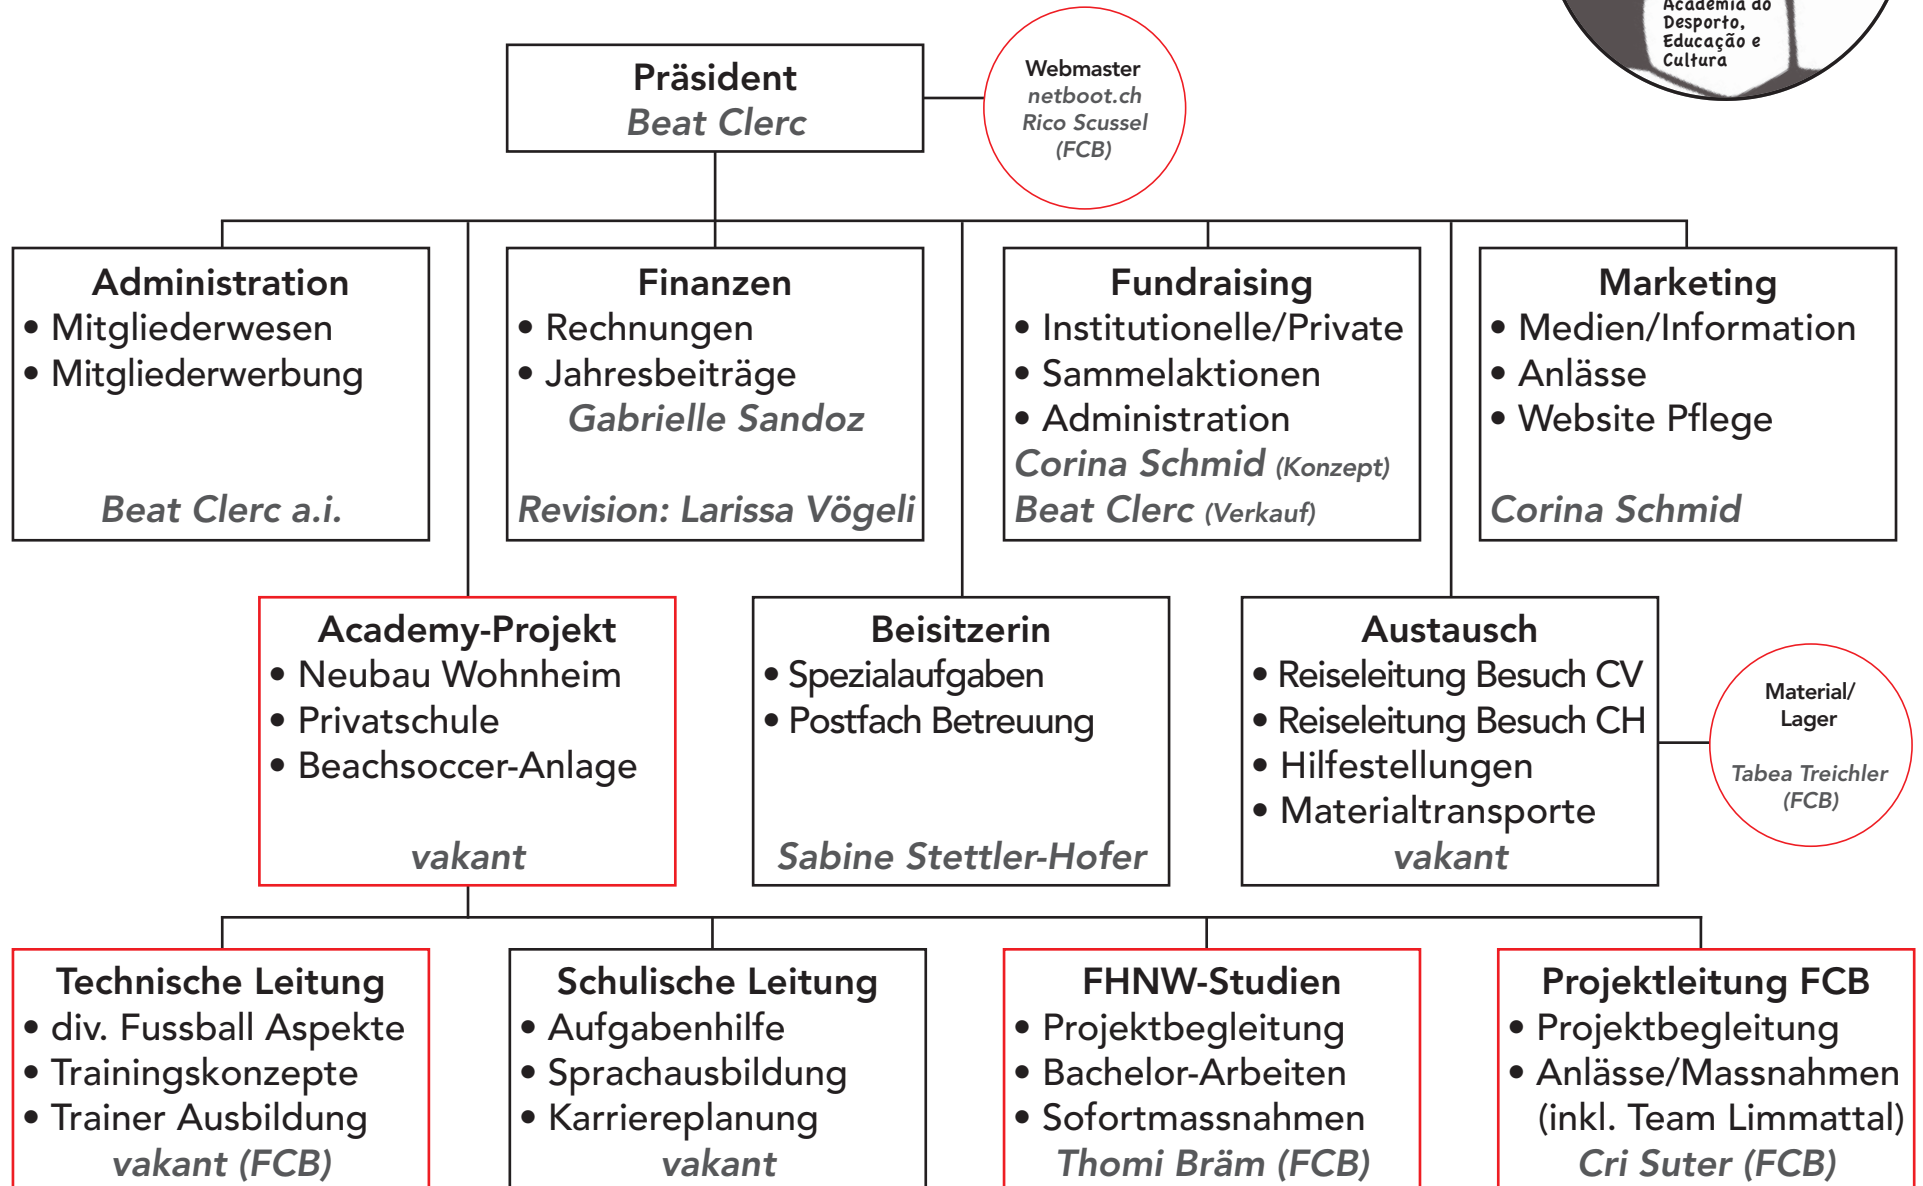 Academia do
Desporto,
Educação e
Cultura
Präsident
Beat Clerc
Webmaster
netboot.ch
Rico Scussel
(FCB)
Administration
• Mitgliederwesen
• Mitgliederwerbung
Beat Clerc a.i.
Finanzen
• Rechnungen
• Jahresbeiträge
Gabrielle Sandoz
Revision: Larissa Vögeli
Fundraising
• Institutionelle/Private
• Sammelaktionen
• Administration
Corina Schmid (Konzept)
Beat Clerc (Verkauf)
Marketing
• Medien/Information
• Anlässe
• Website Pflege
Corina Schmid
Academy-Projekt
• Neubau Wohnheim
• Privatschule
• Beachsoccer-Anlage
vakant
Beisitzerin
• Spezialaufgaben
• Postfach Betreuung
Sabine Stettler-Hofer
Austausch
• Reiseleitung Besuch CV
• Reiseleitung Besuch CH
• Hilfestellungen
• Materialtransporte
vakant
Material/
Lager
Tabea Treichler
(FCB)
Technische Leitung
• div. Fussball Aspekte
• Trainingskonzepte
• Trainer Ausbildung
vakant (FCB)
Schulische Leitung
• Aufgabenhilfe
• Sprachausbildung
• Karriereplanung
vakant
FHNW-Studien
• Projektbegleitung
• Bachelor-Arbeiten
• Sofortmassnahmen
Thomi Bräm (FCB)
Projektleitung FCB
• Projektbegleitung
• Anlässe/Massnahmen
(inkl. Team Limmattal)
Cri Suter (FCB)